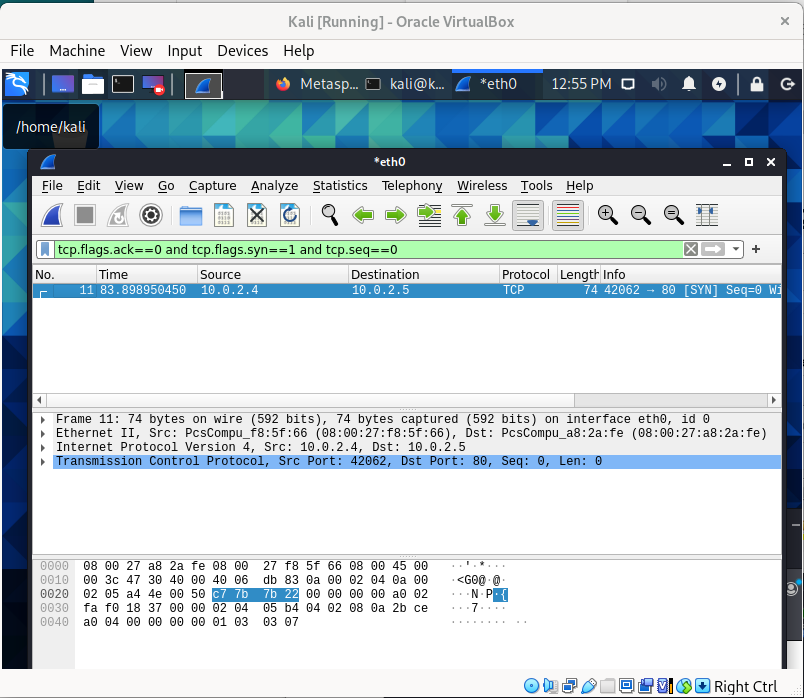 Kali [Running] - Oracle VirtualBox
File Machine View Input Devices Help
Metasp... kali@k... *eth0 12:55 PM
/home/kali
*eth0
File Edit View Go Capture Analyze Statistics Telephony Wireless Tools Help
tcp.flags.ack==0 and tcp.flags.syn==1 and tcp.seq==0
No. Time Source Destination Protocol Length Info
11 83.898950450 10.0.2.4 10.0.2.5 TCP 74 42062 → 80 [SYN] Seq=0 Wi
Frame 11: 74 bytes on wire (592 bits), 74 bytes captured (592 bits) on interface eth0, id 0
Ethernet II, Src: PcsCompu_f8:5f:66 (08:00:27:f8:5f:66), Dst: PcsCompu_a8:2a:fe (08:00:27:a8:2a:fe)
Internet Protocol Version 4, Src: 10.0.2.4, Dst: 10.0.2.5
Transmission Control Protocol, Src Port: 42062, Dst Port: 80, Seq: 0, Len: 0
0000 08 00 27 a8 2a fe 08 00 27 f8 5f 66 08 00 45 00 ··'·*···
0010 00 3c 47 30 40 00 40 06 db 83 0a 00 02 04 0a 00 ·<G0@·@·
0020 02 05 a4 4e 00 50 c7 7b 7b 22 00 00 00 00 a0 02 ···N·P·{
0030 fa f0 18 37 00 00 02 04 05 b4 04 02 08 0a 2b ce ···7····
0040 a0 04 00 00 00 00 01 03 03 07 ········ ··
Right Ctrl